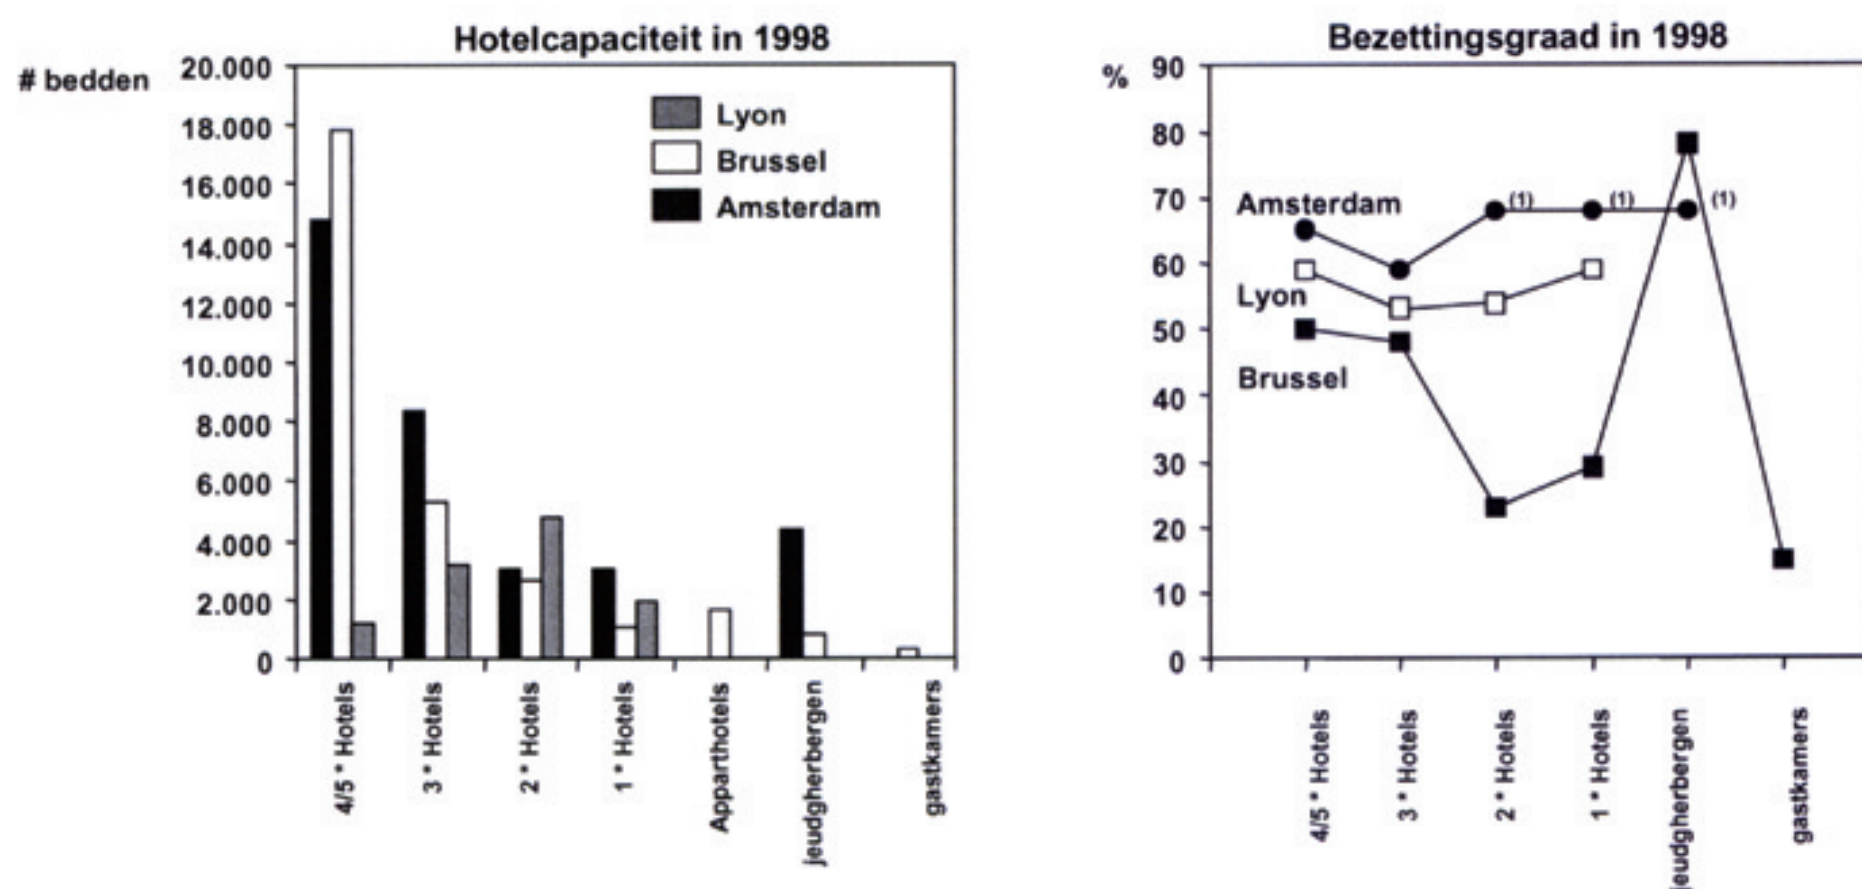 Hotelcapaciteit in 1998
# bedden
20.000
18.000
16.000
14.000
12.000
10.000
8.000
6.000
4.000
2.000
0
Lyon
Brussel
Amsterdam
4/5 * Hotels
3 * Hotels
2 * Hotels
1 * Hotels
Apparthotels
jeudgherbergen
gastkamers
Bezettingsgraad in 1998
%
90
80
70
60
50
40
30
20
10
0
Amsterdam
(1)
(1)
(1)
Lyon
Brussel
4/5 * Hotels
3 * Hotels
2 * Hotels
1 * Hotels
jeudgherbergen
gastkamers